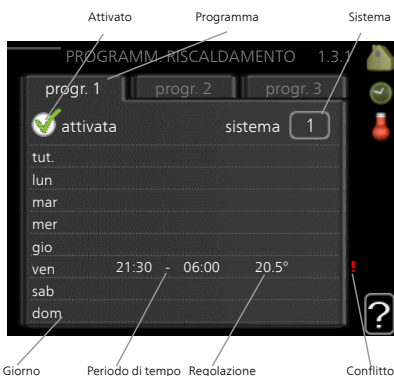 Attivato Programma Sistema
PROGRAMM. RISCALDAMENTO 1.3.1
progr. 1 progr. 2 progr. 3
attivata sistema 1
tut.
lun
mar
mer
gio
ven 21:30 - 06:00 20.5° !
sab
dom
?
Giorno Periodo di tempo Regolazione Conflitto